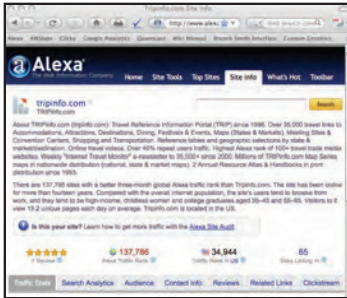 Tripinfo.com Site Info
http://www.alex
Alexa
Clicky
Google Analytics
Quantcast
Alexa
The Web Information Company
Home Site Tools Top Sites Site Info What's Hot Toolbar
tripinfo.com
TRIPinfo.com
Search
About TRIPinfo.com (tripinfo.com): Travel Reference Information Portal (TRIP) since 1996. Over 35,000 travel links to
Accommodations, Attractions, Destinations, Dining, Festivals & Events, Maps (States & Markets), Meeting Sites &
Convention Centers, Shopping and Transportation. Reference tables and geographic selections by state &
market/destination. Online travel videos. Over 40% repeat users traffic. Highest Alexa rank of 100+ travel trade media
websites. Weekly "Internet Travel Monitor" e-newsletter to 35,000+ since 2000. Millions of TRIPinfo.com Map Series
maps in nationwide distribution (national, state & market maps). 2 Annual Resource Atlas & Handbooks in print
distribution since 1993.
There are 137,785 sites with a better three-month global Alexa traffic rank than Tripinfo.com. The site has been online
for more than fourteen years. Compared with the overall internet population, the site's users tend to browse from
work, and they tend to be high-income, childless women and college graduates aged 35–45 and 55–65. Visitors to it
view unique pages each day on average. Tripinfo.com is located in the US.
Is this your site? Learn how to get more traffic with the Alexa Site Audit.
137,786
34,944
65
Review
Alexa Traffic Rank
Traffic Rank in US
Sites Linking In
Traffic Stats Search Analytics Audience Contact Info Reviews Related Links Clickstream